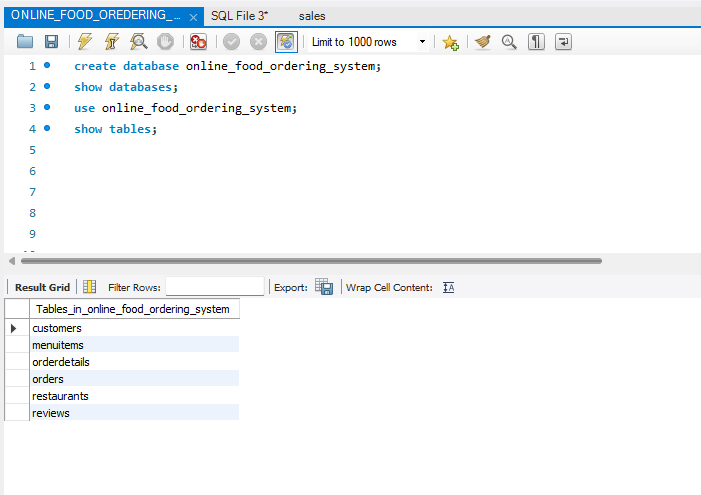 ONLINE_FOOD_OREDERING_... SQL File 3* sales
Limit to 1000 rows
1 create database online_food_ordering_system;
2 show databases;
3 use online_food_ordering_system;
4 show tables;
5
6
7
8
9
Result Grid Filter Rows: Export: Wrap Cell Content: IA
Tables_in_online_food_ordering_system
customers
menuitems
orderdetails
orders
restaurants
reviews